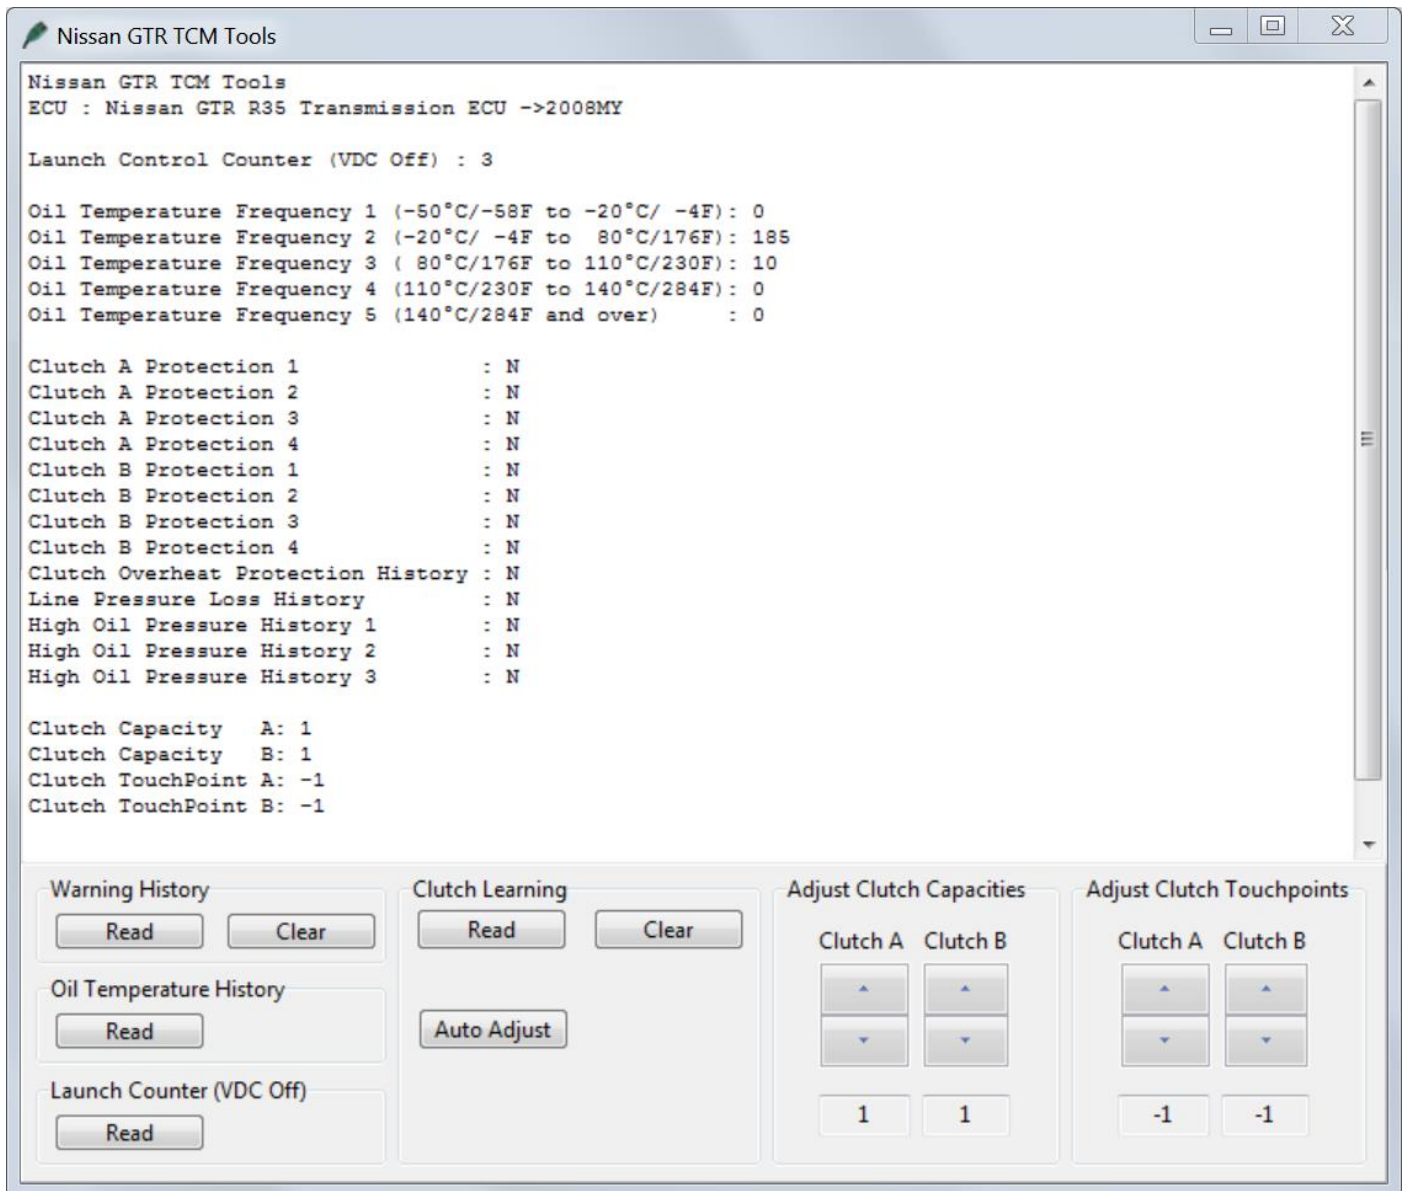 Nissan GTR TCM Tools
Nissan GTR TCM Tools
ECU : Nissan GTR R35 Transmission ECU ->2008MY
Launch Control Counter (VDC Off) : 3
Oil Temperature Frequency 1 (-50°C/-58F to -20°C/ -4F): 0
Oil Temperature Frequency 2 (-20°C/ -4F to  80°C/176F): 185
Oil Temperature Frequency 3 ( 80°C/176F to 110°C/230F): 10
Oil Temperature Frequency 4 (110°C/230F to 140°C/284F): 0
Oil Temperature Frequency 5 (140°C/284F and over)     : 0
Clutch A Protection 1              : N
Clutch A Protection 2              : N
Clutch A Protection 3              : N
Clutch A Protection 4              : N
Clutch B Protection 1              : N
Clutch B Protection 2              : N
Clutch B Protection 3              : N
Clutch B Protection 4              : N
Clutch Overheat Protection History : N
Line Pressure Loss History         : N
High Oil Pressure History 1        : N
High Oil Pressure History 2        : N
High Oil Pressure History 3        : N
Clutch Capacity   A: 1
Clutch Capacity   B: 1
Clutch TouchPoint A: -1
Clutch TouchPoint B: -1
Warning History
Read Clear
Oil Temperature History
Read
Launch Counter (VDC Off)
Read
Clutch Learning
Read Clear
Auto Adjust
Adjust Clutch Capacities
Clutch A Clutch B
1 1
Adjust Clutch Touchpoints
Clutch A Clutch B
-1 -1